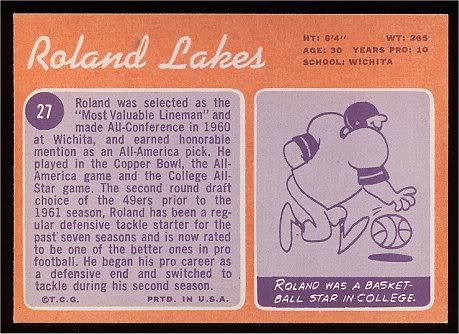 Roland Lakes
HT: 6'4" WT: 265
AGE: 30 YEARS PRO: 10
SCHOOL: WICHITA
27
Roland was selected as the
"Most Valuable Lineman" and
made All-Conference in 1960
at Wichita, and earned honorable
mention as an All-America pick. He
played in the Copper Bowl, the All-
America game and the College All-
Star game. The second round draft
choice of the 49ers prior to the
1961 season, Roland has been a reg-
ular defensive tackle starter for the
past seven seasons and is now rated
to be one of the better ones in pro
football. He began his pro career as
a defensive end and switched to
tackle during his second season.
©T.C.G. PRTD. IN U.S.A.
ROLAND WAS A BASKET-
BALL STAR IN COLLEGE.